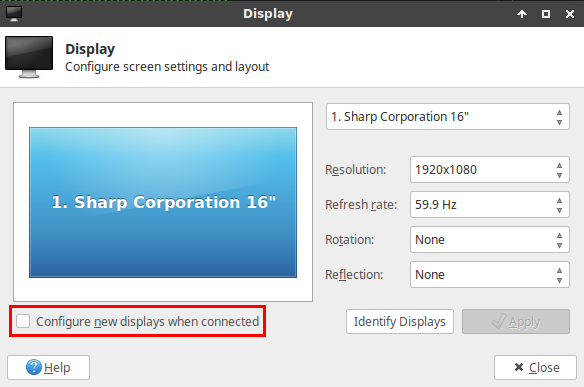 Display
Display
Configure screen settings and layout
1. Sharp Corporation 16"
1. Sharp Corporation 16"
Resolution: 1920x1080
Refresh rate: 59.9 Hz
Rotation: None
Reflection: None
Configure new displays when connected
Identify Displays
Apply
Help
Close